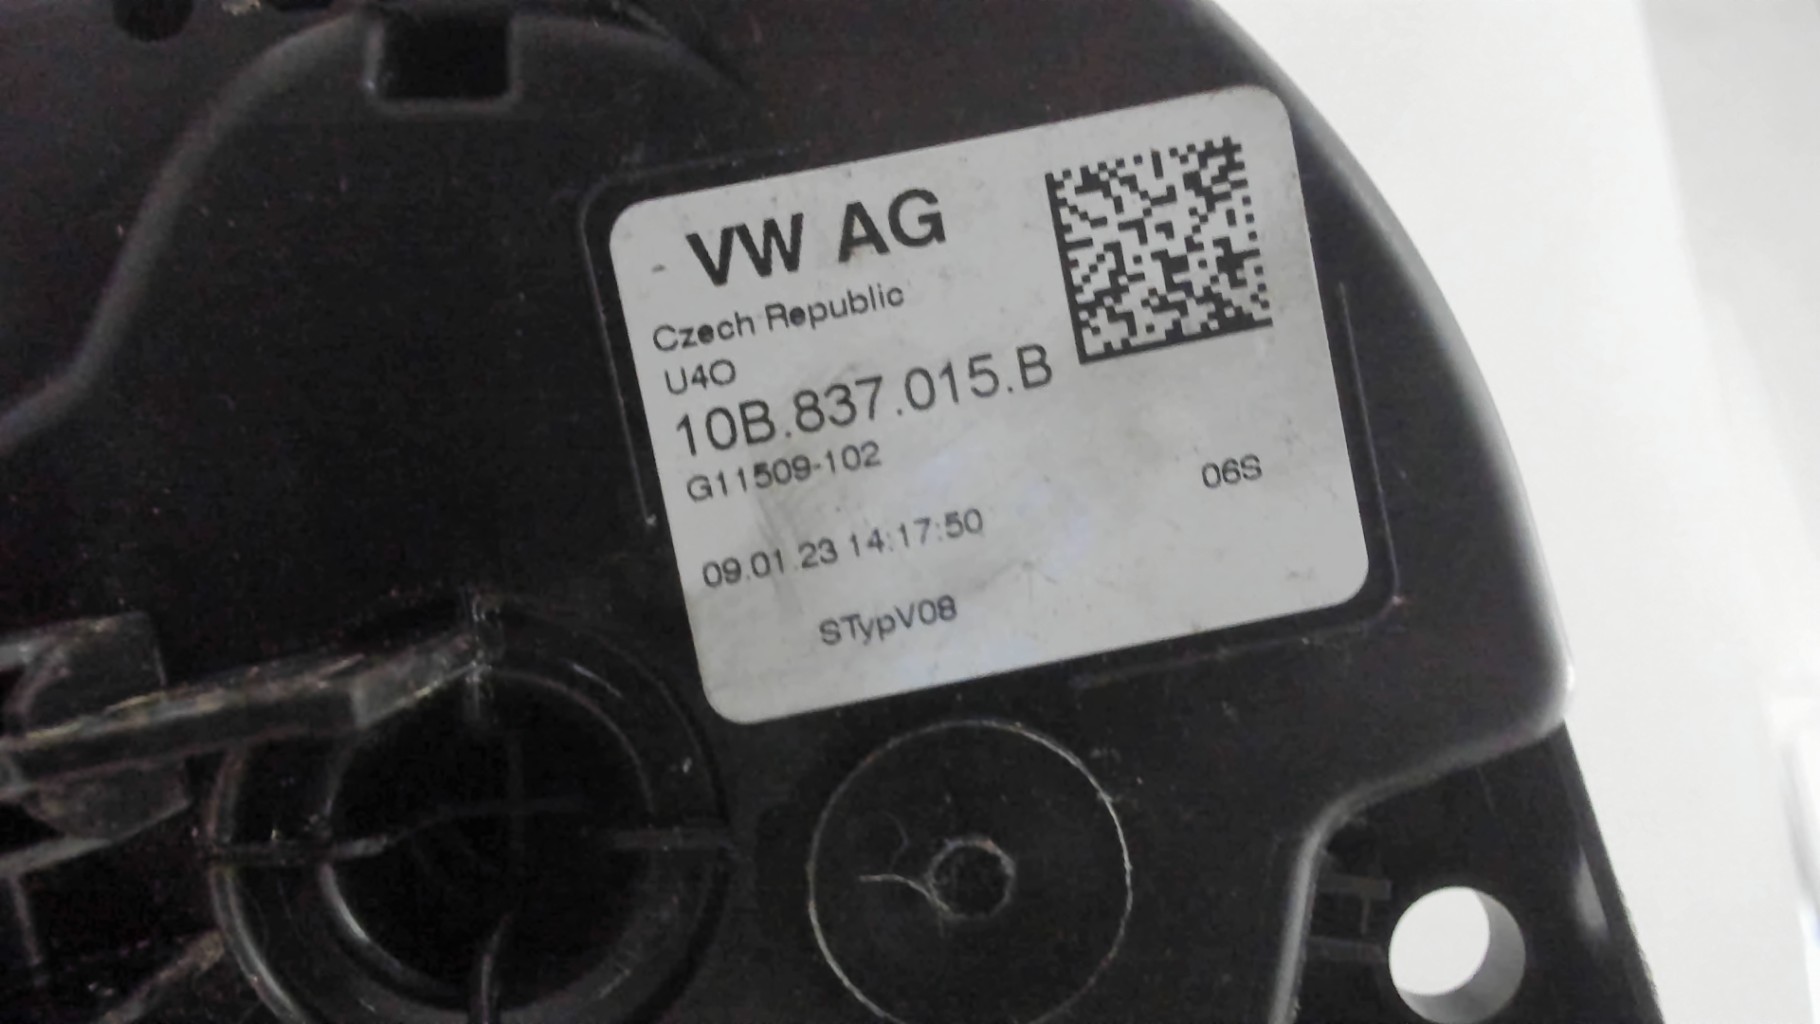 VW AG
Czech Republic
U4O
10B.837.015.B
G11509-102
06S
09.01.23 14:17:50
STypV08